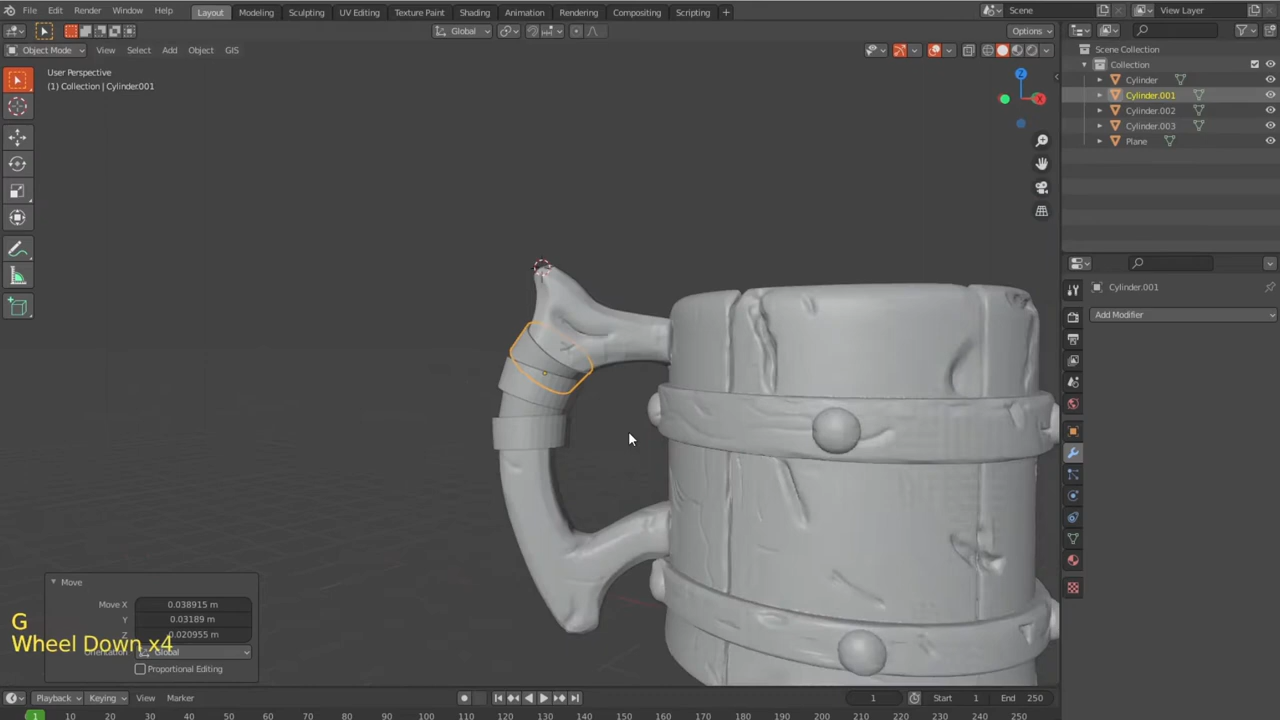 File Edit Render Window Help Layout Modeling Sculpting UV Editing Texture Paint Shading Animation Rendering Compositing Scripting + Scene View Layer
Global Options
Object Mode View Select Add Object GIS
User Perspective
(1) Collection | Cylinder.001
Z
X
Scene Collection
Collection
Cylinder
Cylinder.001
Cylinder.002
Cylinder.003
Plane
Cylinder.001
Add Modifier
Move
Move X 0.038915 m
Y 0.03189 m
Z 0.020955 m
Orientation Global
Proportional Editing
G
Wheel Down x4
Playback Keying View Marker 1 Start 1 End 250
1 10 20 30 40 50 60 70 80 90 100 110 120 130 140 150 160 170 180 190 200 210 220 230 240 250